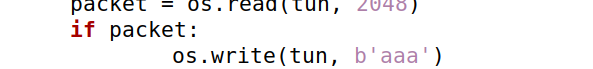 packet = os.read(tun, 2048)
if packet:
os.write(tun, b'aaa')